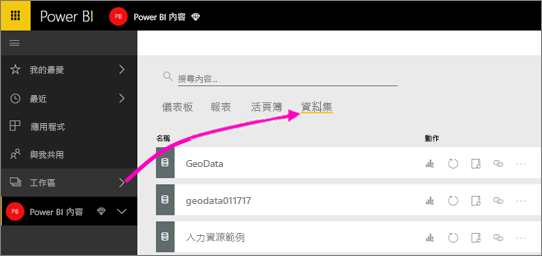 Power BI PB Power BI 內容
我的最愛
最近
應用程式
與我共用
工作區
PB Power BI 內容
搜尋內容...
儀表板 報表 活頁簿 資料集
名稱 動作
GeoData
geodata011717
人力資源範例